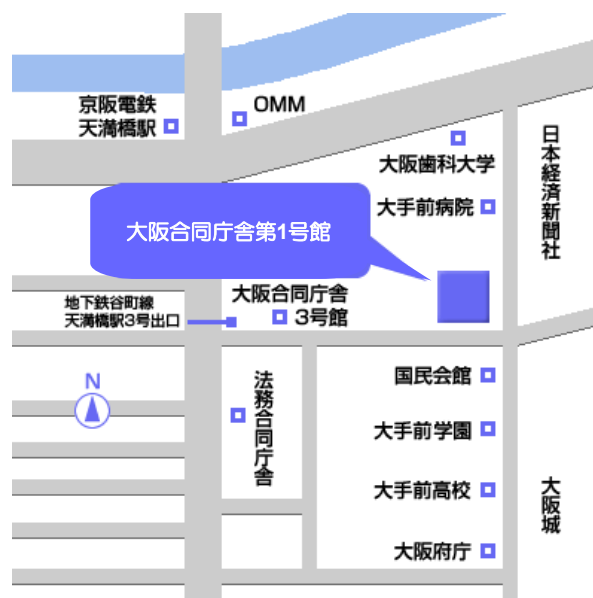 京阪電鉄
天満橋駅
OMM
大阪歯科大学
日本経済新聞社
大手前病院
大阪合同庁舎第1号館
大阪合同庁舎
3号館
地下鉄谷町線
天満橋駅3号出口
N
法務合同庁舎
国民会館
大手前学園
大手前高校
大阪府庁
大阪城